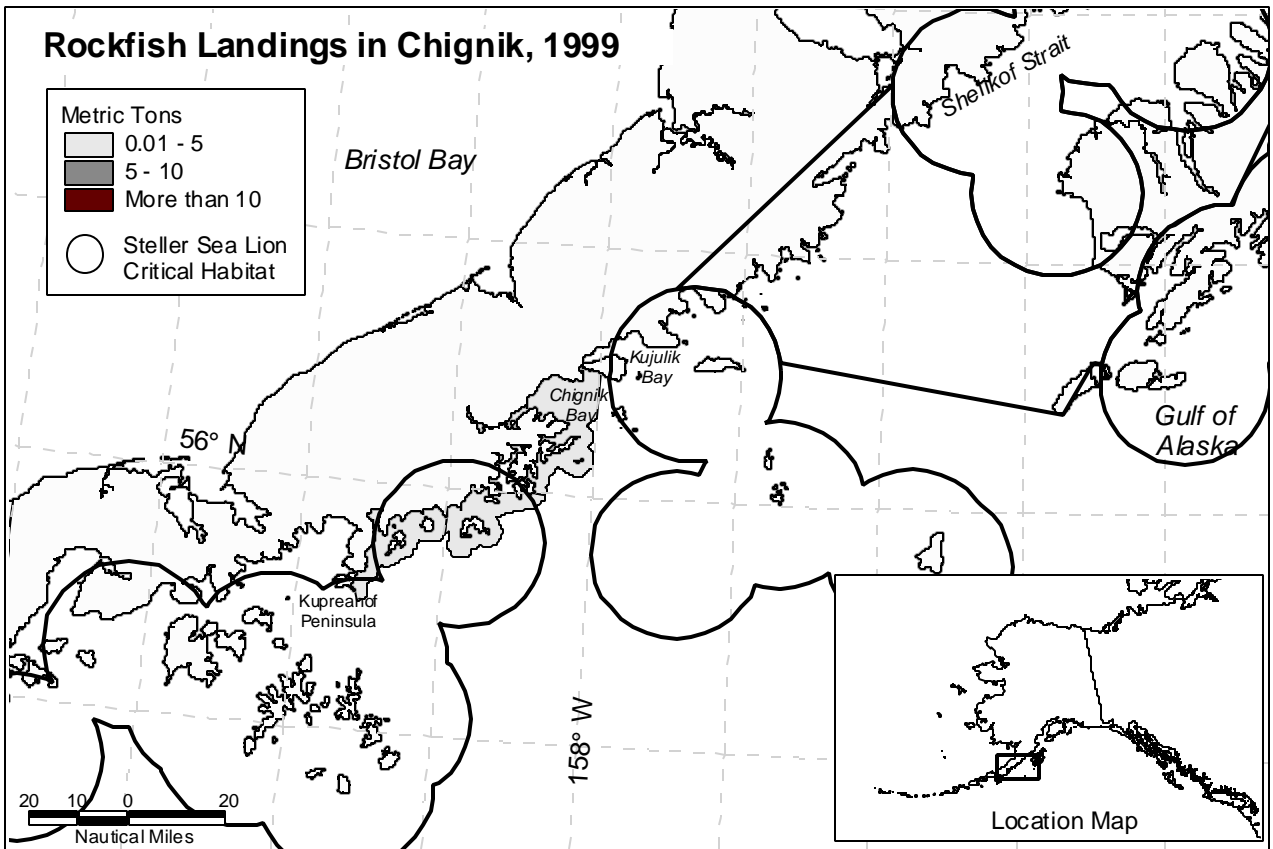 Rockfish Landings in Chignik, 1999
Metric Tons
0.01 - 5
5 - 10
More than 10
Steller Sea Lion
Critical Habitat
Bristol Bay
Shelikof Strait
Kujulik
Bay
Chignik
Bay
Gulf of
Alaska
56° N
Kupreanof
Peninsula
158° W
20 10 0 20
Nautical Miles
Location Map